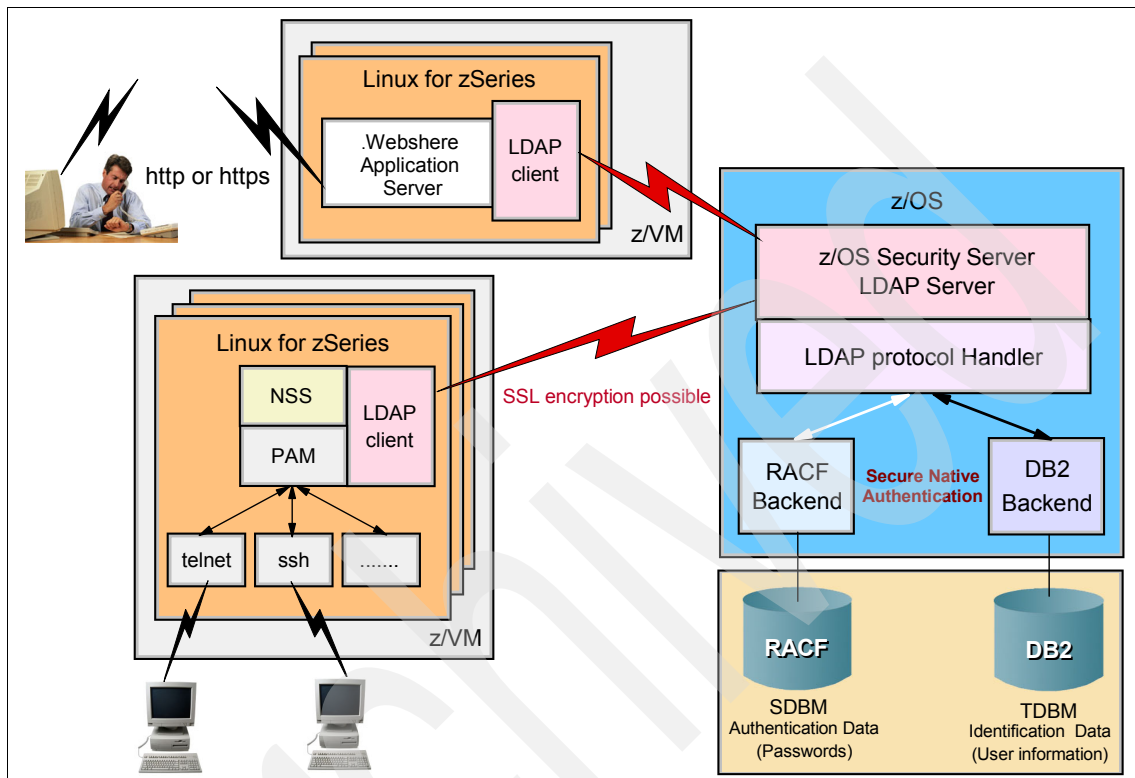 Linux for zSeries
.Webshere
Application
Server
LDAP
client
z/VM
http or https
Linux for zSeries
NSS
PAM
LDAP
client
telnet
ssh
.......
z/VM
SSL encryption possible
z/OS
z/OS Security Server
LDAP Server
LDAP protocol Handler
RACF
Backend
Secure Native
Authentication
DB2
Backend
RACF
SDBM
Authentication Data
(Passwords)
DB2
TDBM
Identification Data
(User information)